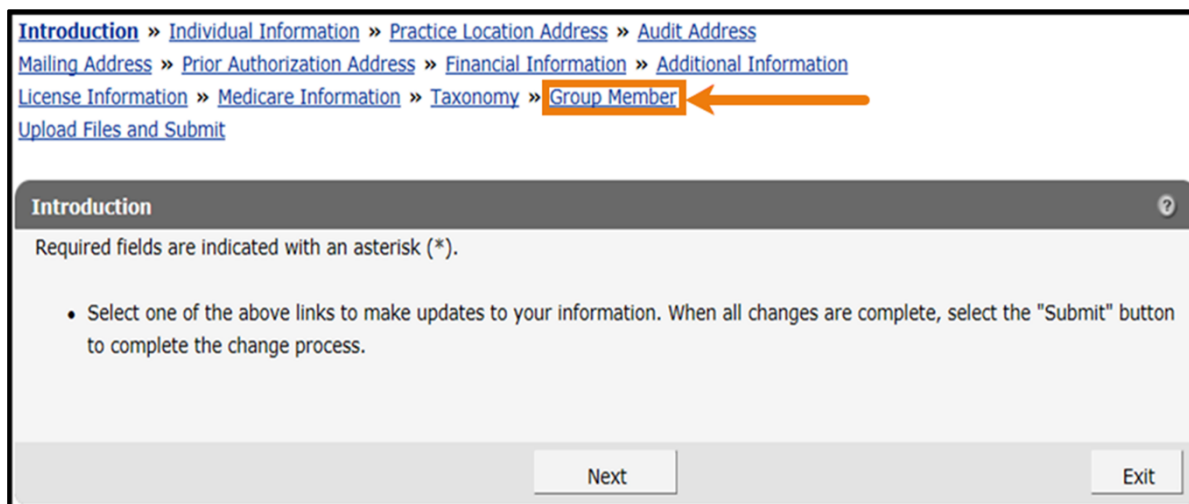 Introduction » Individual Information » Practice Location Address » Audit Address
Mailing Address » Prior Authorization Address » Financial Information » Additional Information
License Information » Medicare Information » Taxonomy » Group Member
Upload Files and Submit
Introduction ?
Required fields are indicated with an asterisk (*).
• Select one of the above links to make updates to your information. When all changes are complete, select the "Submit" button
to complete the change process.
Next Exit